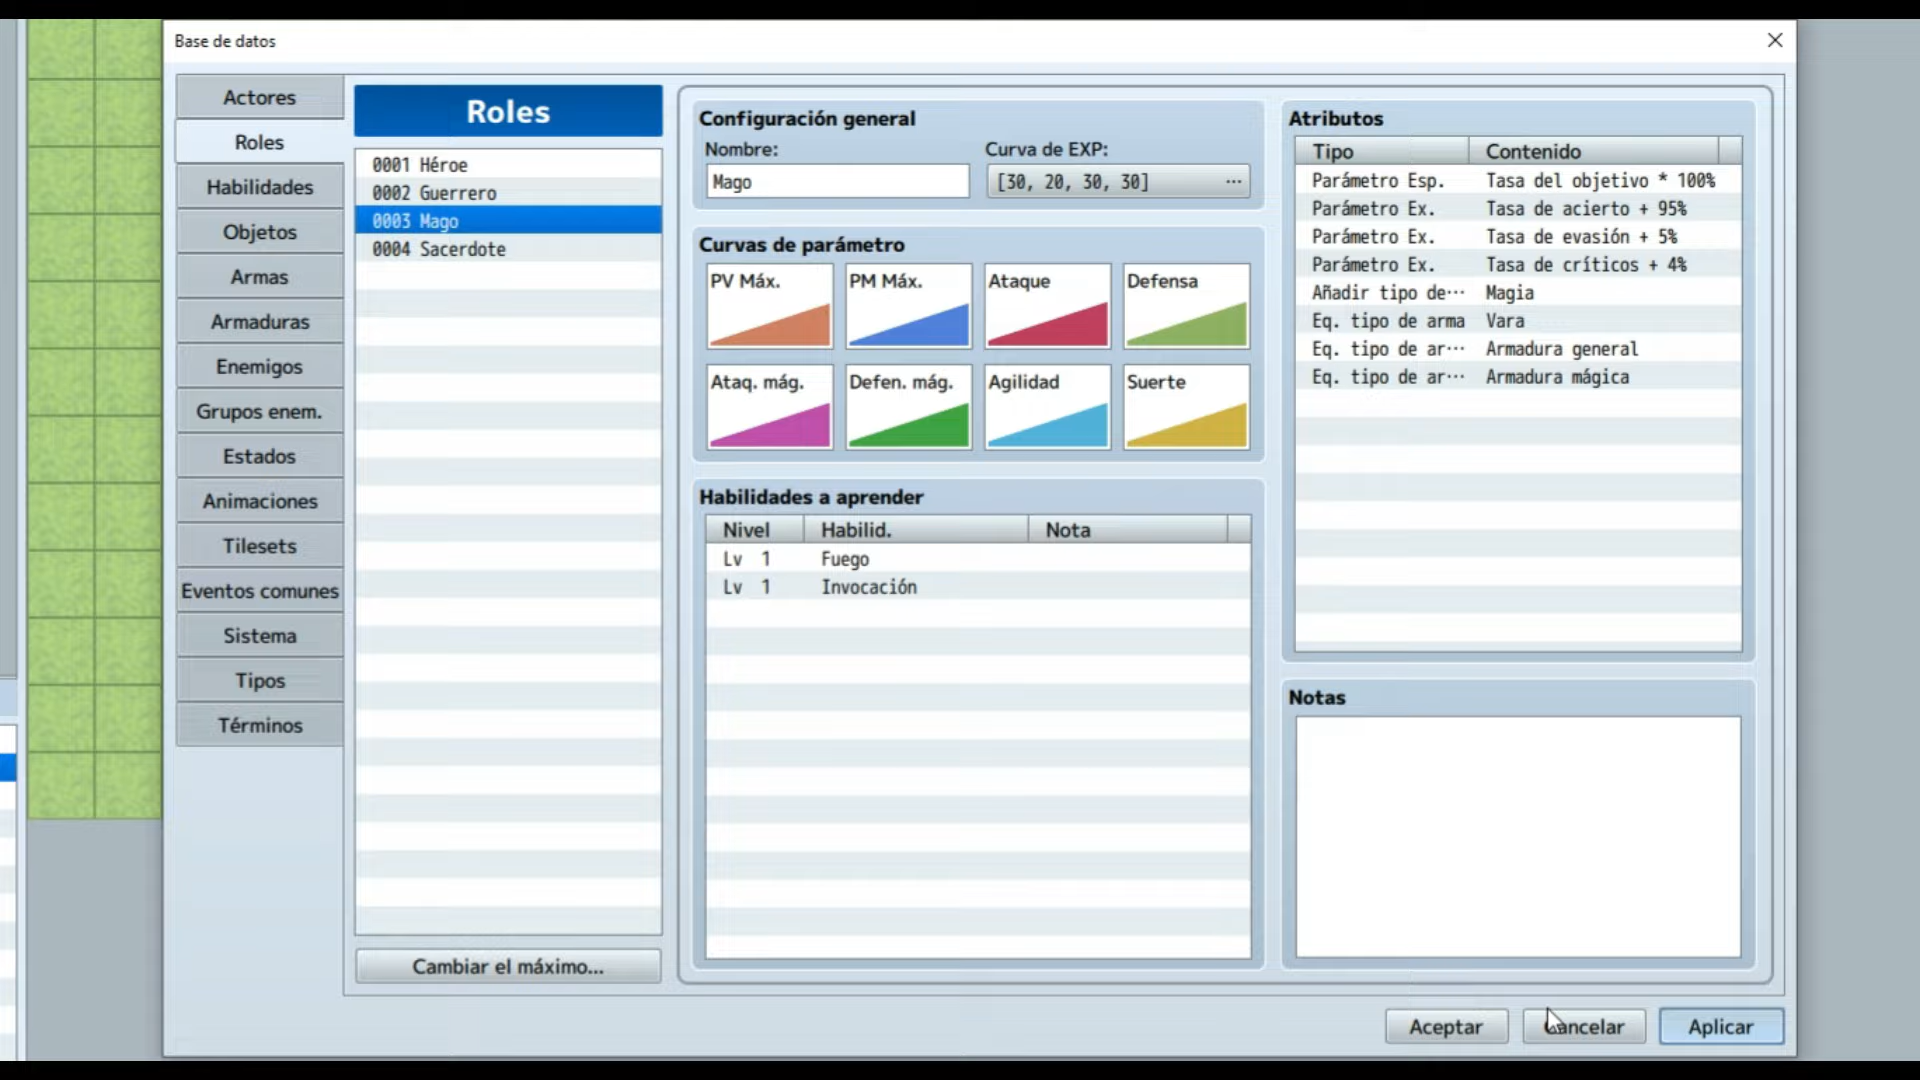 Base de datos
Actores
Roles
Habilidades
Objetos
Armas
Armaduras
Enemigos
Grupos enem.
Estados
Animaciones
Tilesets
Eventos comunes
Sistema
Tipos
Términos
Roles
0001 Héroe
0002 Guerrero
0003 Mago
0004 Sacerdote
Cambiar el máximo...
Configuración general
Nombre:
Mago
Curva de EXP:
[30, 20, 30, 30] ...
Curvas de parámetro
PV Máx. PM Máx. Ataque Defensa
Ataq. mág. Defen. mág. Agilidad Suerte
Habilidades a aprender
Nivel Habilid. Nota
Lv 1 Fuego
Lv 1 Invocación
Atributos
Tipo Contenido
Parámetro Esp. Tasa del objetivo * 100%
Parámetro Ex. Tasa de acierto + 95%
Parámetro Ex. Tasa de evasión + 5%
Parámetro Ex. Tasa de críticos + 4%
Añadir tipo de… Magia
Eq. tipo de arma Vara
Eq. tipo de ar… Armadura general
Eq. tipo de ar… Armadura mágica
Notas
Aceptar Cancelar Aplicar